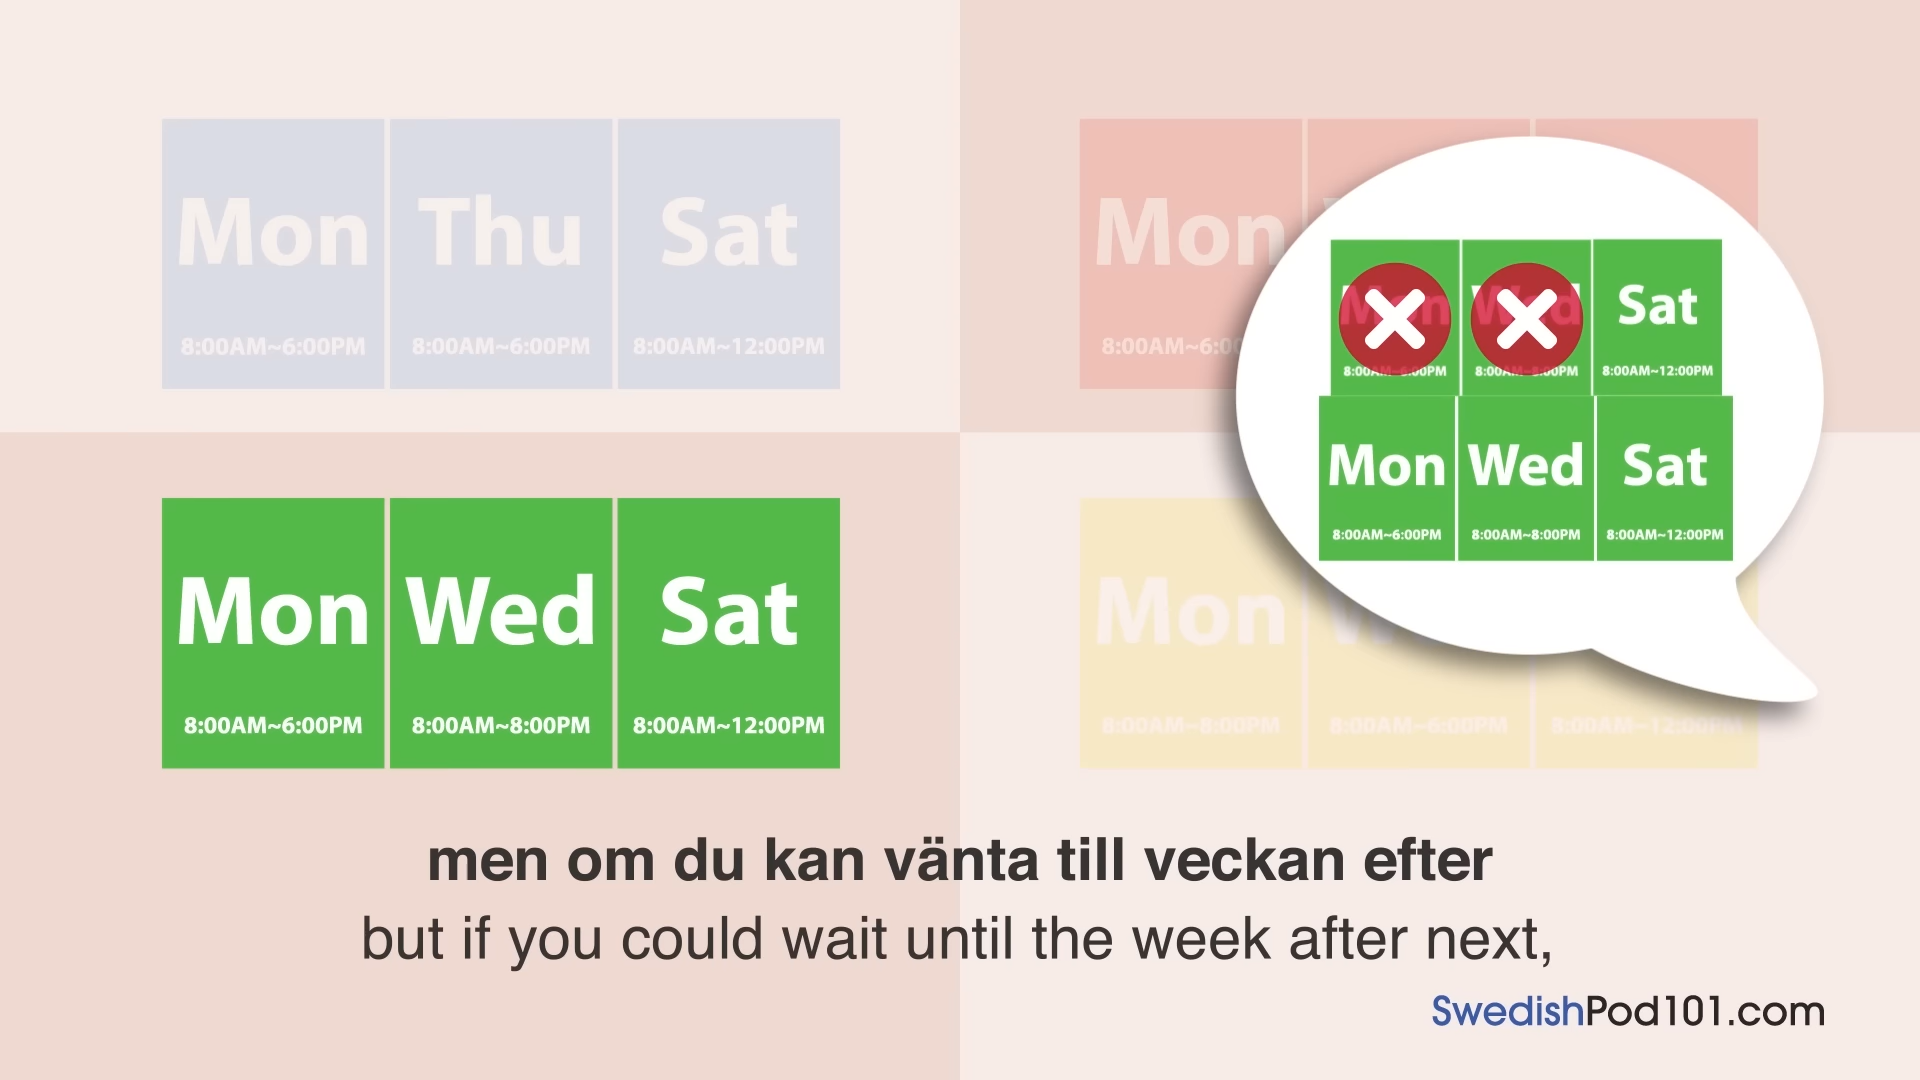 Mon Thu Sat
8:00AM~6:00PM 8:00AM~6:00PM 8:00AM~12:00PM
Mon
Sat
8:00AM~12:00PM
Mon Wed Sat
8:00AM~6:00PM 8:00AM~8:00PM 8:00AM~12:00PM
Mon Wed Sat
8:00AM~6:00PM 8:00AM~8:00PM 8:00AM~12:00PM
Mon
8:00AM~8:00PM 8:00AM~6:00PM 8:00AM~12:00PM
men om du kan vänta till veckan efter
but if you could wait until the week after next,
SwedishPod101.com